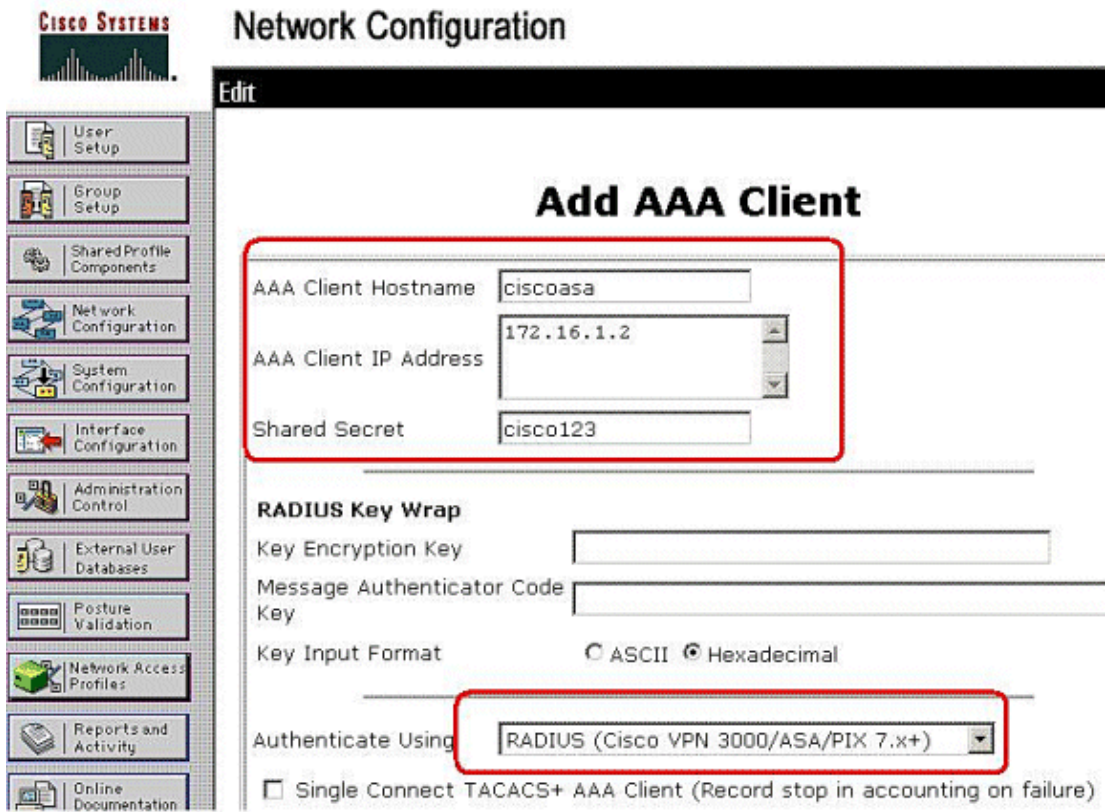 CISCO SYSTEMS
Network Configuration
Edit
User
Setup
Group
Setup
Shared Profile
Components
Network
Configuration
System
Configuration
Interface
Configuration
Administration
Control
External User
Databases
Posture
Validation
Network Access
Profiles
Reports and
Activity
Online
Documentation
Add AAA Client
AAA Client Hostname ciscoasa
AAA Client IP Address 172.16.1.2
Shared Secret cisco123
RADIUS Key Wrap
Key Encryption Key
Message Authenticator Code
Key
Key Input Format ASCII Hexadecimal
Authenticate Using RADIUS (Cisco VPN 3000/ASA/PIX 7.x+)
Single Connect TACACS+ AAA Client (Record stop in accounting on failure)